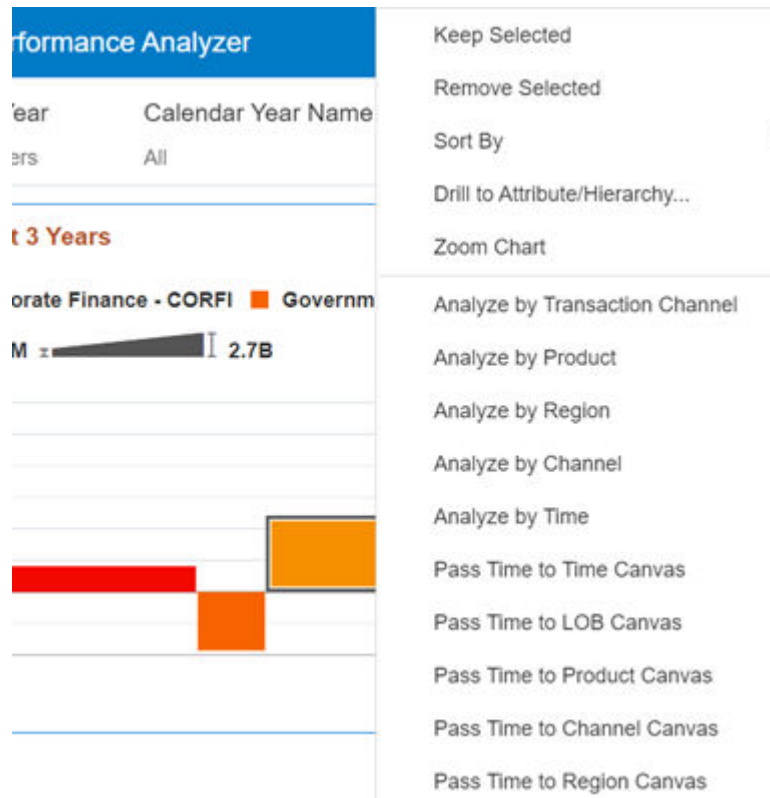 rformance Analyzer
Year
Calendar Year Name
ers
All
t 3 Years
orate Finance - CORFI Governm
M 2.7B
Keep Selected
Remove Selected
Sort By
Drill to Attribute/Hierarchy...
Zoom Chart
Analyze by Transaction Channel
Analyze by Product
Analyze by Region
Analyze by Channel
Analyze by Time
Pass Time to Time Canvas
Pass Time to LOB Canvas
Pass Time to Product Canvas
Pass Time to Channel Canvas
Pass Time to Region Canvas